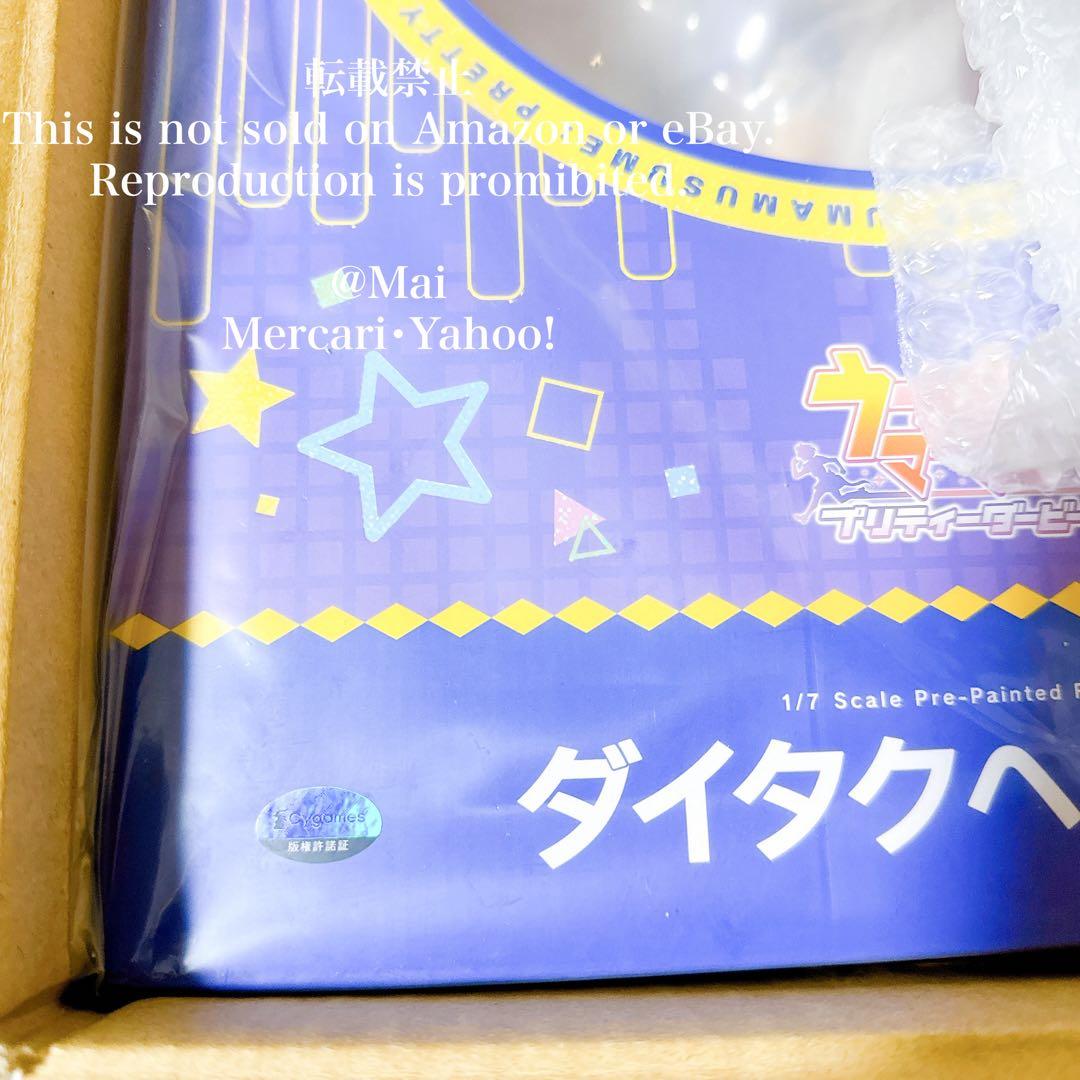 転載禁止
This is not sold on Amazon or eBay.
Reproduction is promibited.
@Mai
Mercari・Yahoo!
UMAMUSUME PRETTY
ウマ
プリティーダービー
1/7 Scale Pre-Painted
ダイタクヘ
Cygames
版権許諾証